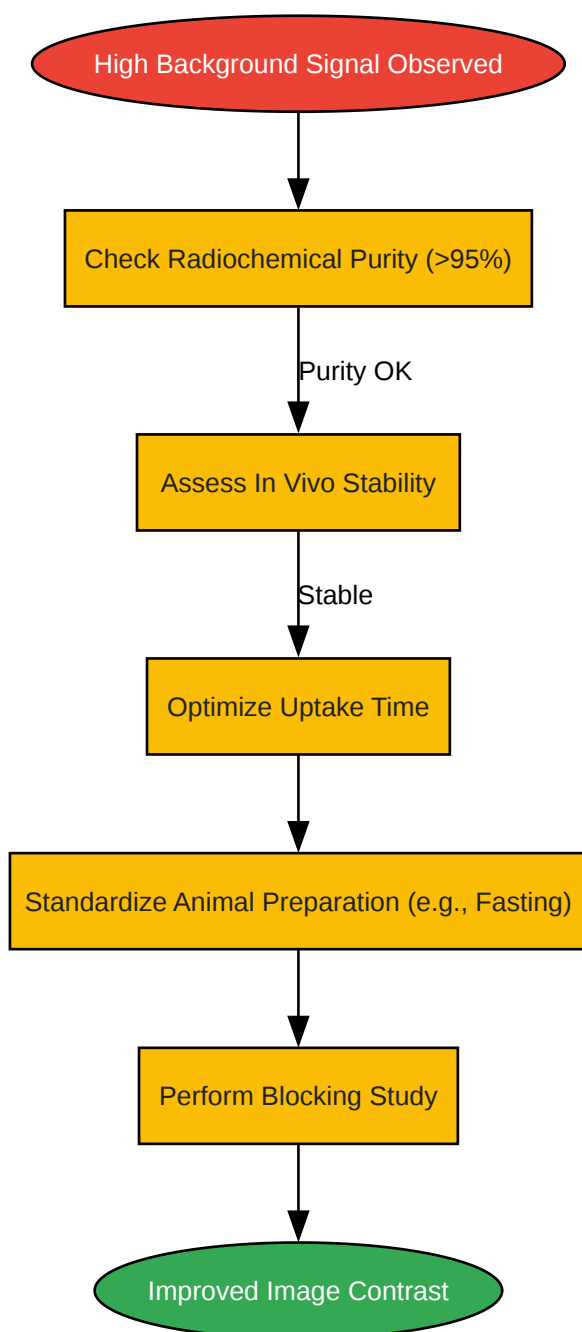 High Background Signal Observed
Check Radiochemical Purity (>95%)
Purity OK
Assess In Vivo Stability
Stable
Optimize Uptake Time
Standardize Animal Preparation (e.g., Fasting)
Perform Blocking Study
Improved Image Contrast